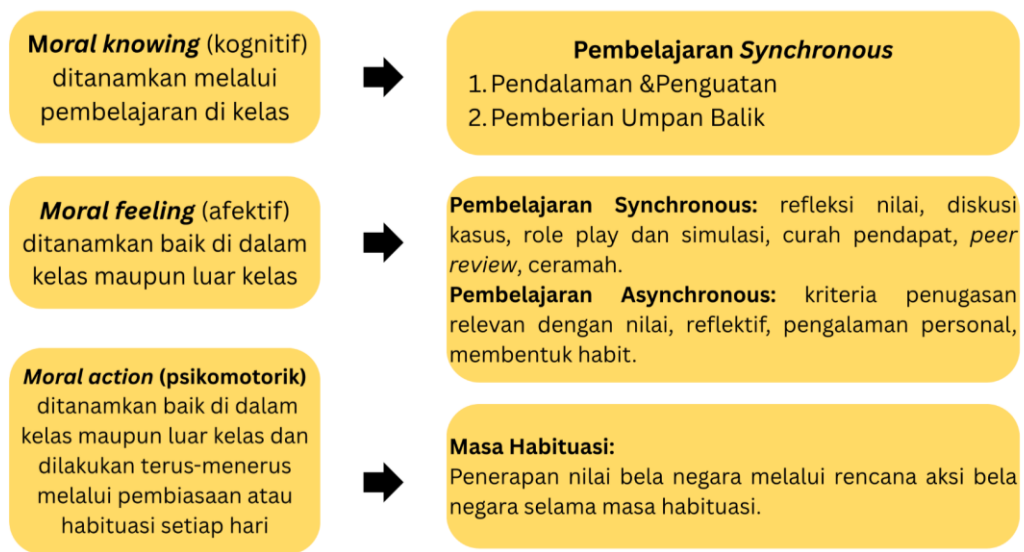 Moral knowing (kognitif)
ditanamkan melalui
pembelajaran di kelas
Pembelajaran Synchronous
1. Pendalaman &Penguatan
2. Pemberian Umpan Balik
Moral feeling (afektif)
ditanamkan baik di dalam
kelas maupun luar kelas
Pembelajaran Synchronous: refleksi nilai, diskusi
kasus, role play dan simulasi, curah pendapat, peer
review, ceramah.
Pembelajaran Asynchronous: kriteria penugasan
relevan dengan nilai, reflektif, pengalaman personal,
membentuk habit.
Moral action (psikomotorik)
ditanamkan baik di dalam
kelas maupun luar kelas dan
dilakukan terus-menerus
melalui pembiasaan atau
habituasi setiap hari
Masa Habituasi:
Penerapan nilai bela negara melalui rencana aksi bela
negara selama masa habituasi.